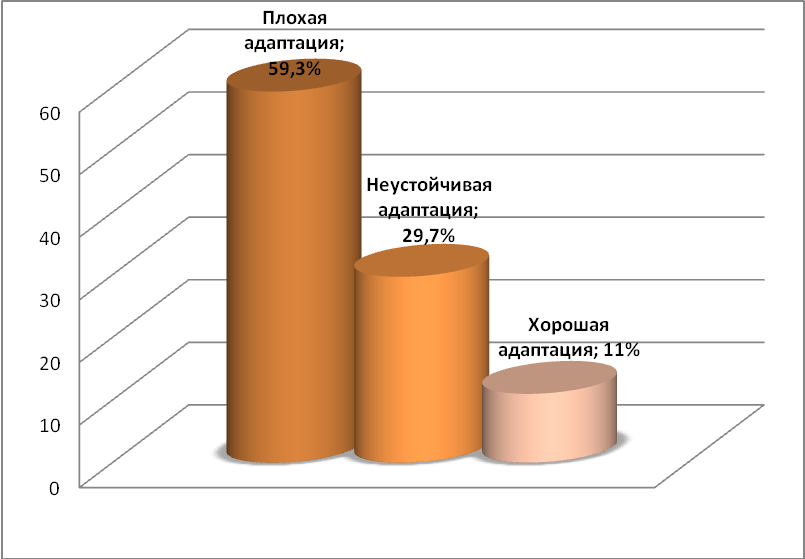 Плохая
адаптация;
59,3%
Неустойчивая
адаптация;
29,7%
Хорошая
адаптация; 11%
60
50
40
30
20
10
0